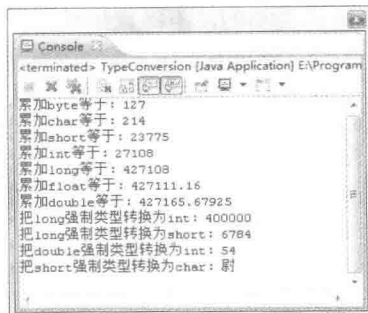 Console
<terminated> TypeConversion [Java Application] E:\Program
累加byte等于: 127
累加char等于: 214
累加short等于: 23775
累加int等于: 27108
累加long等于: 427108
累加float等于: 427111.16
累加double等于: 427165.67925
把long强制类型转换为int: 400000
把long强制类型转换为short: 6784
把double强制类型转换为int: 54
把short强制类型转换为char: 尉